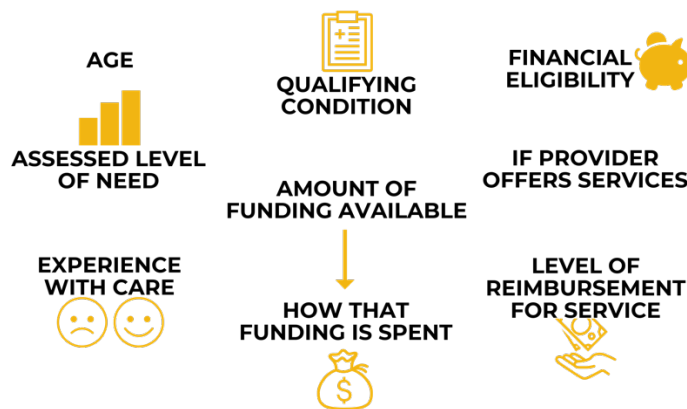 AGE
ASSESSED LEVEL
OF NEED
EXPERIENCE
WITH CARE
QUALIFYING
CONDITION
AMOUNT OF
FUNDING AVAILABLE
HOW THAT
FUNDING IS SPENT
$
FINANCIAL
ELIGIBILITY
IF PROVIDER
OFFERS SERVICES
LEVEL OF
REIMBURSEMENT
FOR SERVICE